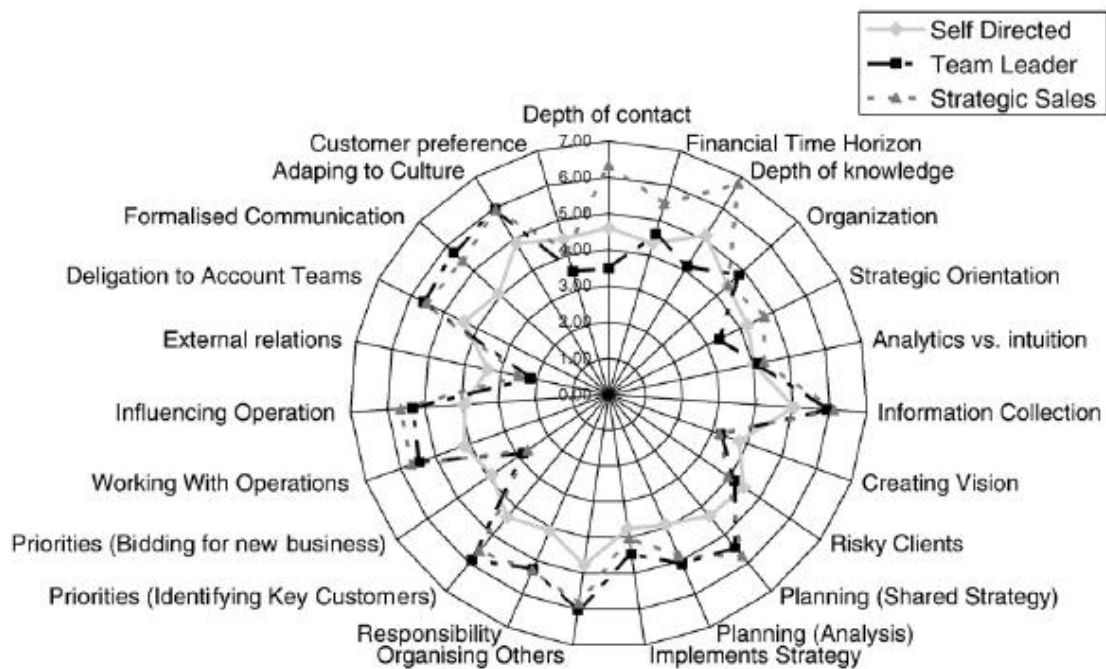 Self Directed
Team Leader
Strategic Sales
Depth of contact
Customer preference
Financial Time Horizon
Adaping to Culture
Depth of knowledge
Formalised Communication
Organization
Deligation to Account Teams
Strategic Orientation
External relations
Analytics vs. intuition
Influencing Operation
Information Collection
Working With Operations
Creating Vision
Priorities (Bidding for new business)
Risky Clients
Priorities (Identifying Key Customers)
Planning (Shared Strategy)
Responsibility
Planning (Analysis)
Organising Others
Implements Strategy
7.00
6.00
5.00
4.00
3.00
2.00
1.00
0.00